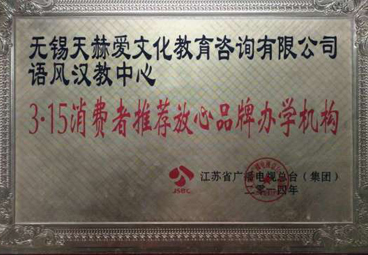 无锡天赫爱文化教育咨询有限公司
语风汉教中心
3·15消费者推荐放心品牌办学机构
JSBC
江苏省广播电视总台（集团）
二零一四年